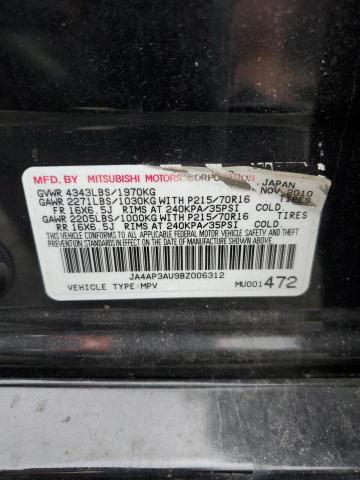 MFD. BY MITSUBISHI MOTORS CORPORATION JAPAN
GVWR 4343LBS/1970KG NOV.2010
GAWR 2271LBS/1030KG WITH P215/70R16 TIRES
FR 16X6.5J RIMS AT 240KPA/35PSI COLD.
GAWR 2205LBS/1000KG WITH P215/70R16 TIRES
RR 16X6.5J RIMS AT 240KPA/35PSI COLD.
THIS VEHICLE CONFORMS TO ALL APPLICABLE FEDERAL
MOTOR VEHICLE SAFETY AND THEFT PREVENTION
STANDARDS IN EFFECT ON THE DATE OF MANUFACTURE
SHOWN ABOVE.
JA4AP3AU9BZ006312
VEHICLE TYPE:MPV MU001472